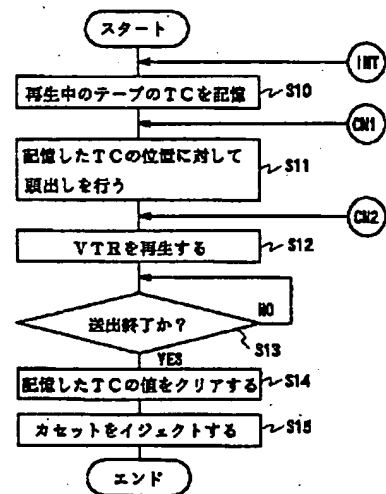 スタート
INT
再生中のテープのTCを記憶
S10
CN1
記憶したTCの位置に対して
頭出しを行う
S11
CN2
VTRを再生する
S12
送出終了か?
NO
S13
YES
記憶したTCの値をクリアする
S14
カセットをイジェクトする
S15
エンド